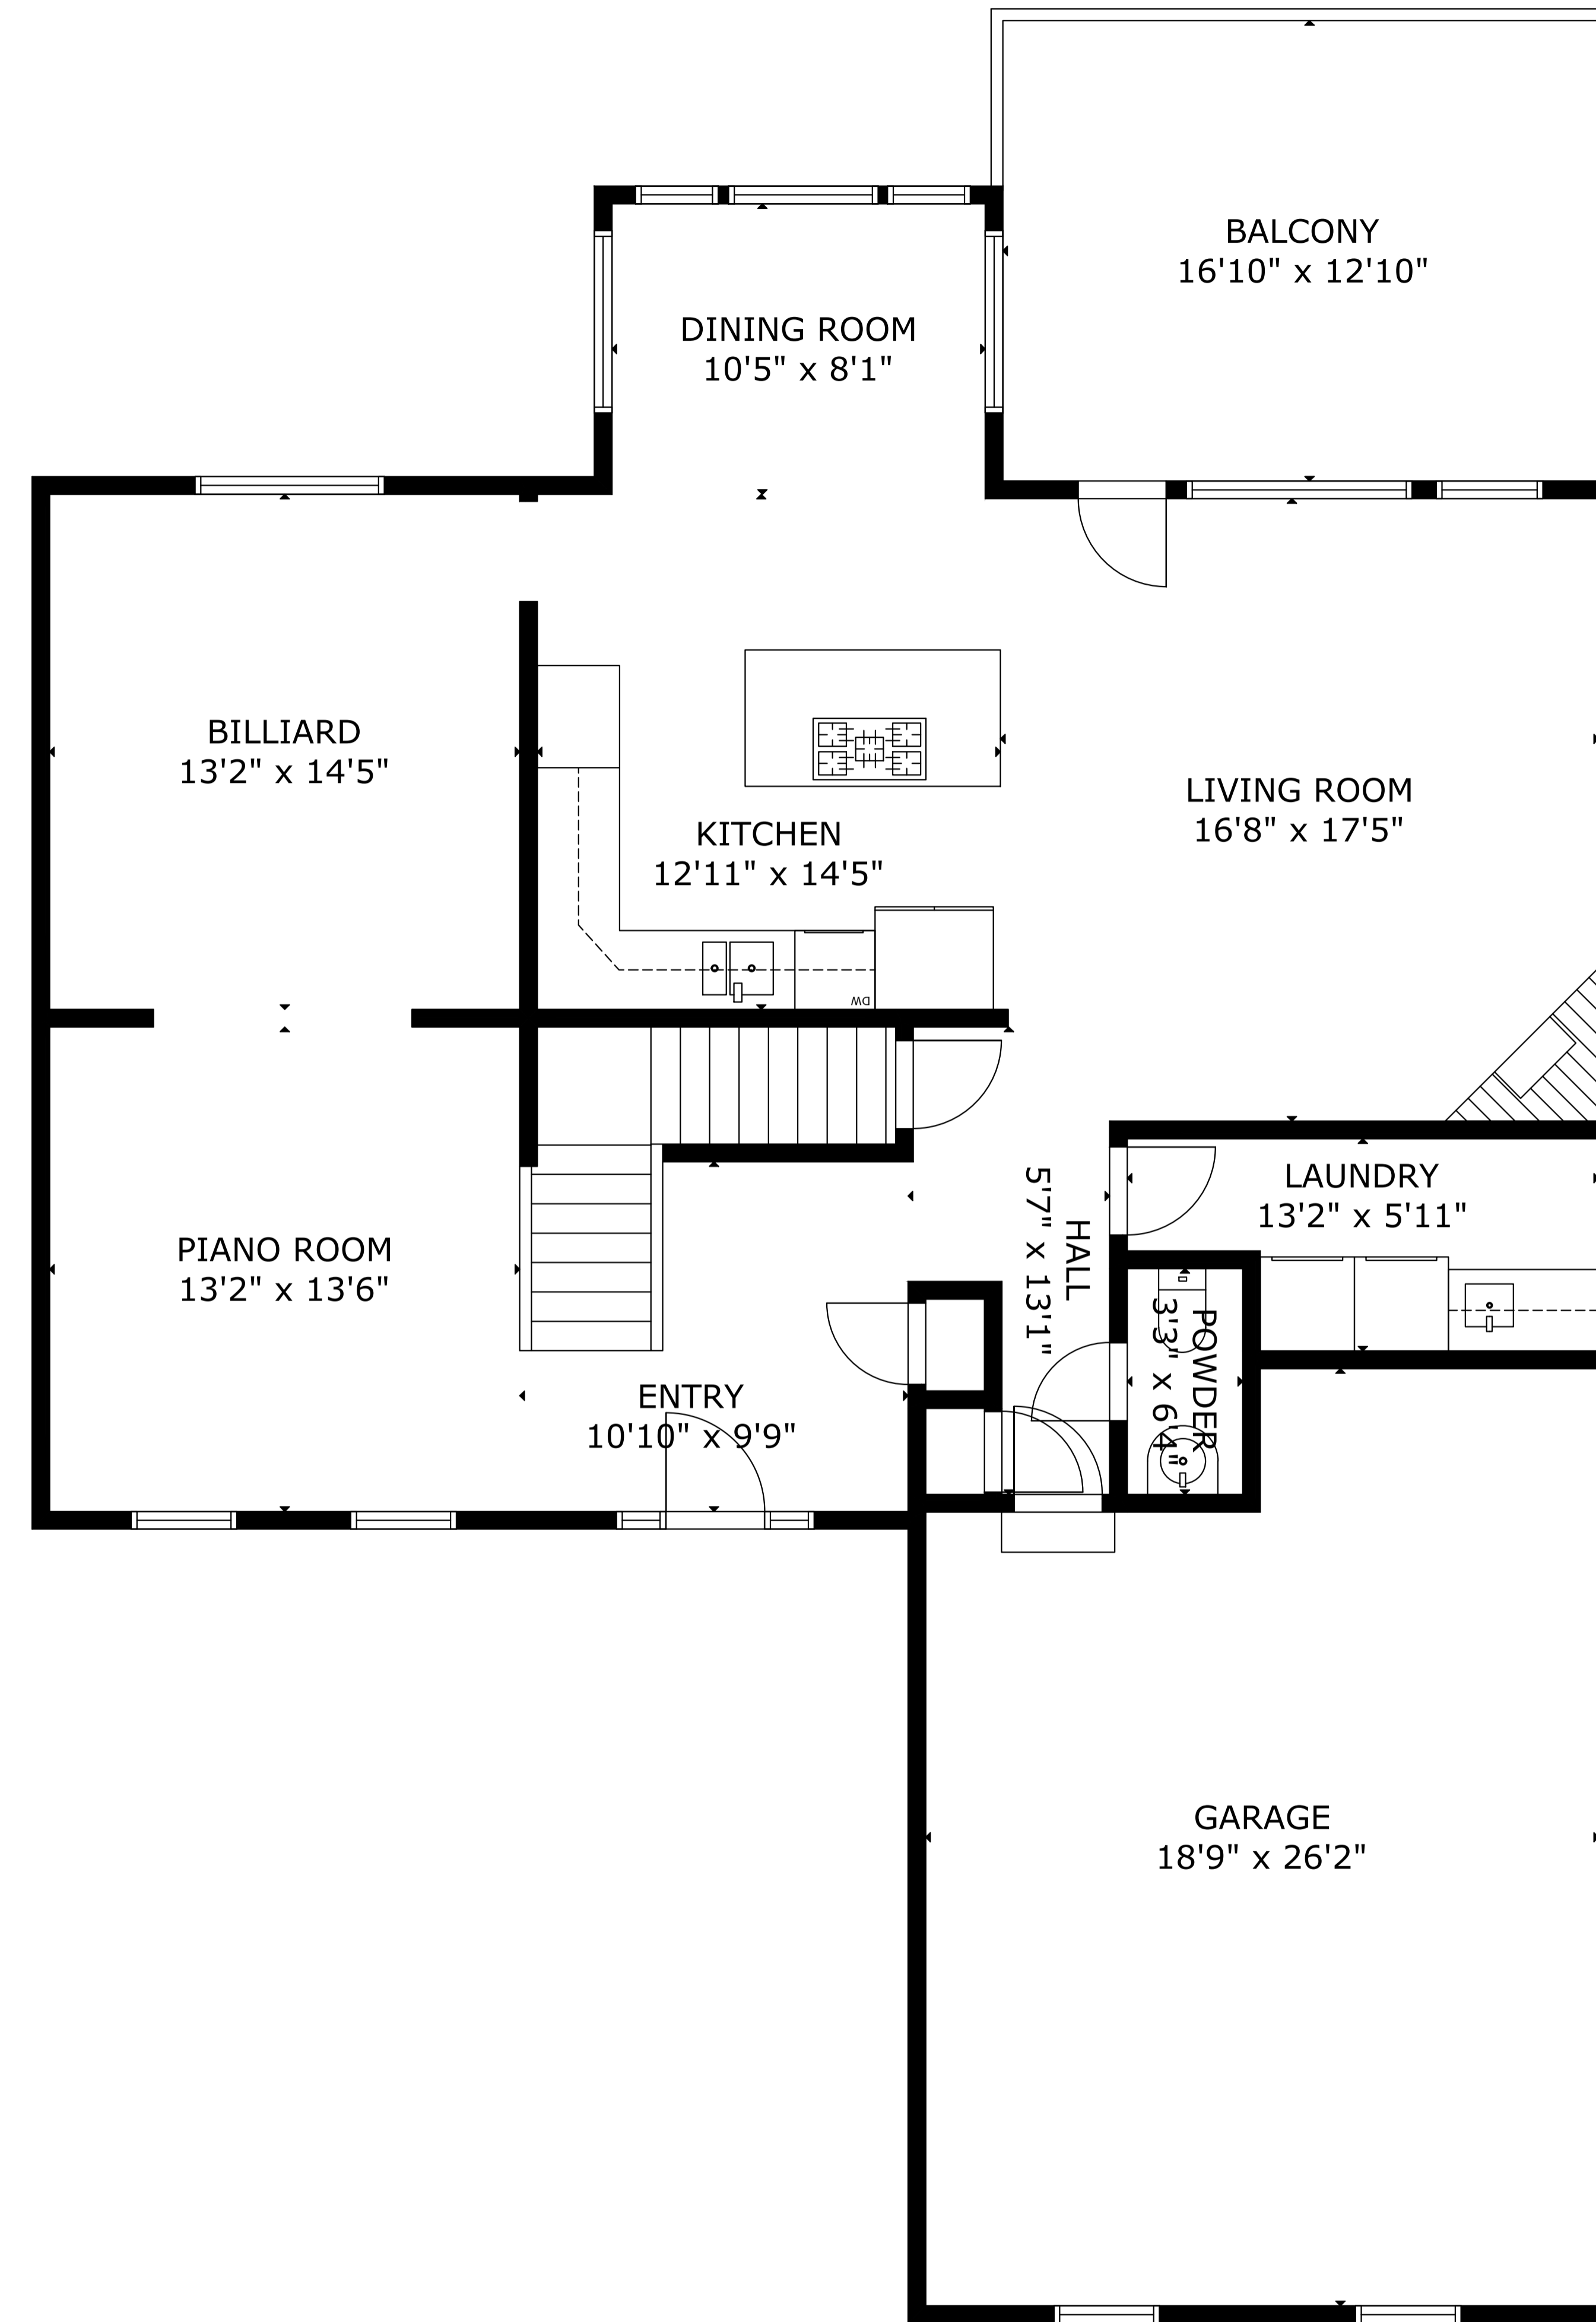 BALCONY
16'10" x 12'10"
DINING ROOM
10'5" x 8'1"
BILLIARD
13'2" x 14'5"
KITCHEN
12'11" x 14'5"
LIVING ROOM
16'8" x 17'5"
DW
PIANO ROOM
13'2" x 13'6"
HALL
5'7" x 13'1"
LAUNDRY
13'2" x 5'11"
POWDER
3'3" x 6'4"
ENTRY
10'10" x 9'9"
GARAGE
18'9" x 26'2"